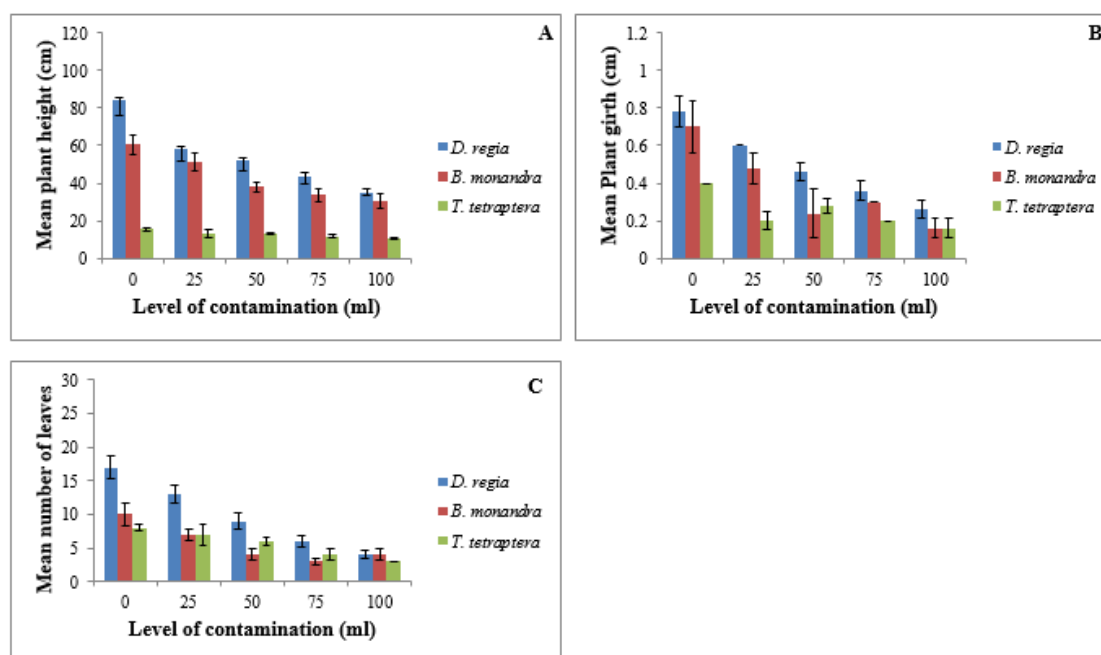 A
Mean plant height (cm)
120
100
80
60
40
20
0
0 25 50 75 100
Level of contamination (ml)
D. regia
B. monandra
T. tetraptera
B
Mean Plant girth (cm)
1.2
1
0.8
0.6
0.4
0.2
0
0 25 50 75 100
Level of contamination (ml)
D. regia
B. monandra
T. tetraptera
C
Mean number of leaves
30
25
20
15
10
5
0
0 25 50 75 100
Level of contamination (ml)
D. regia
B. monandra
T. tetraptera